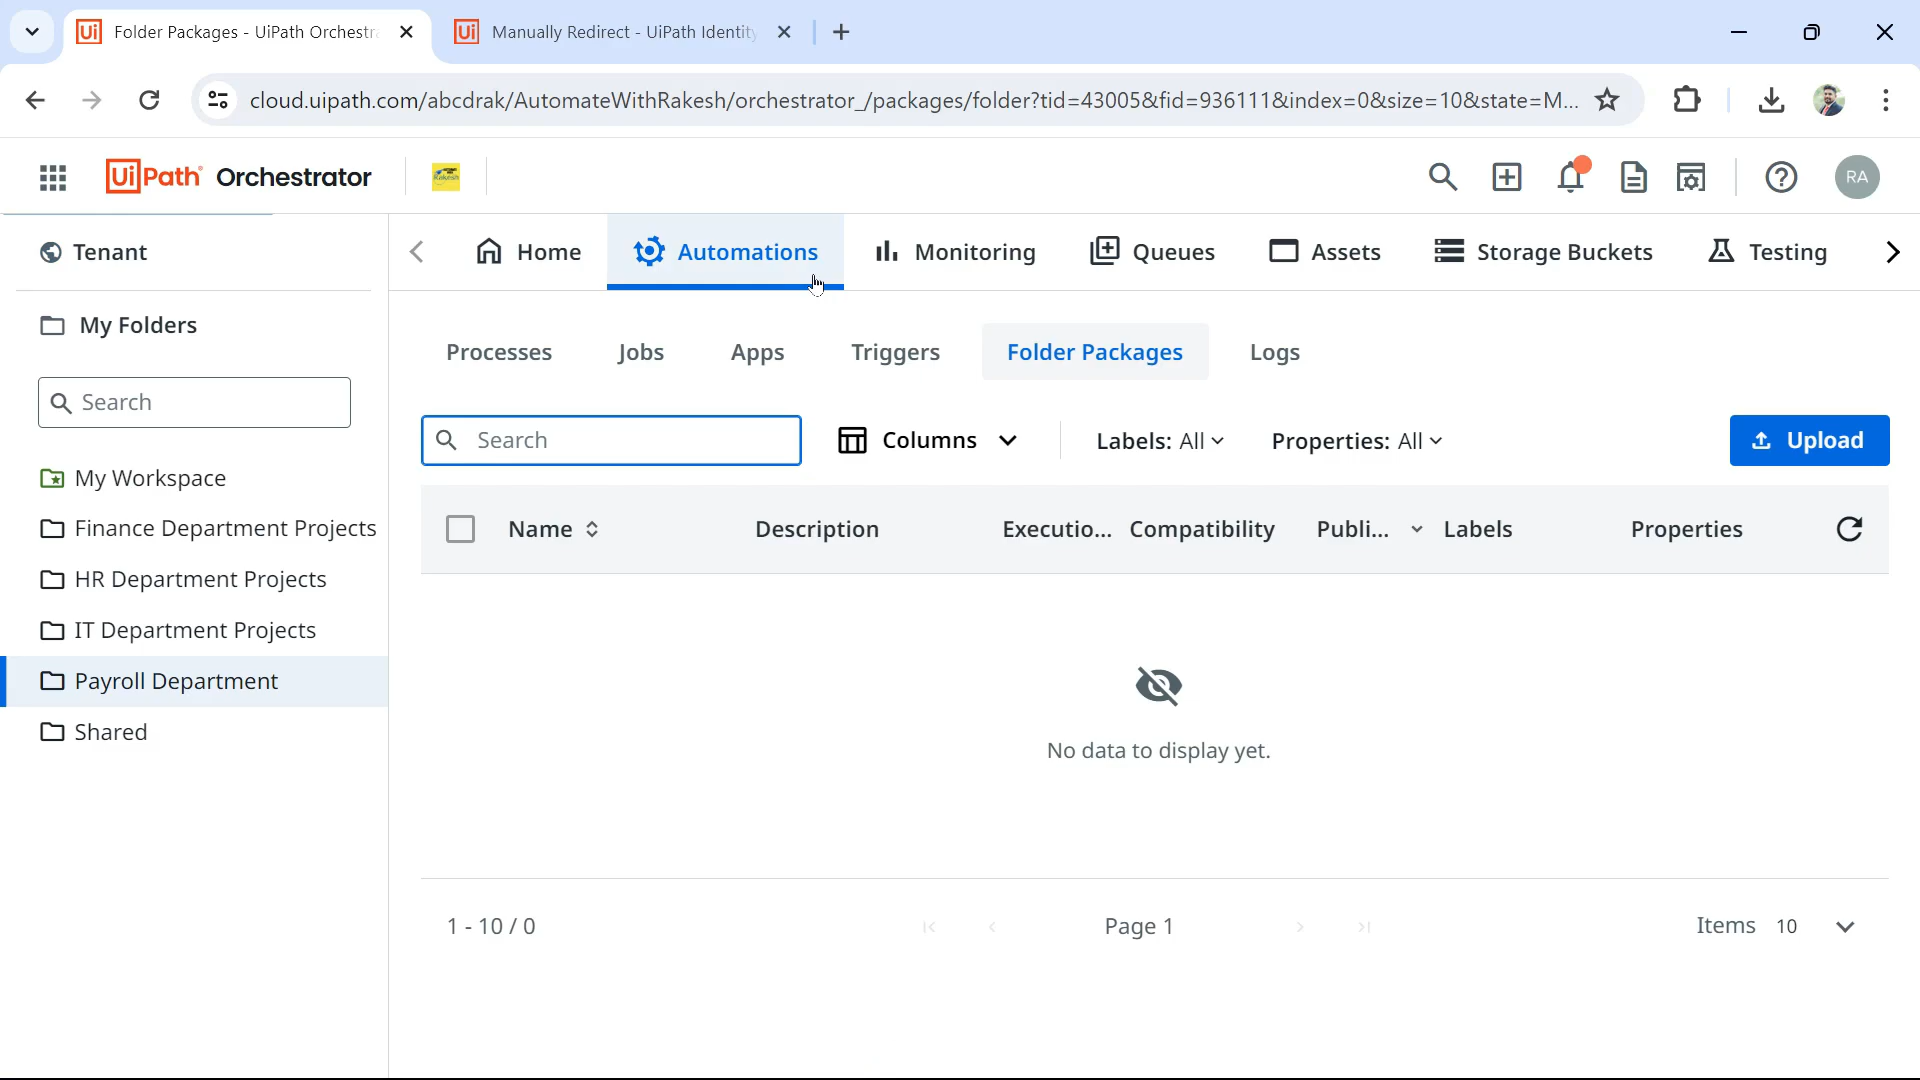 Folder Packages - UiPath Orchestra
Manually Redirect - UiPath Identity
cloud.uipath.com/abcdrak/AutomateWithRakesh/orchestrator_/packages/folder?tid=43005&fid=936111&index=0&size=10&state=M...
UiPath Orchestrator
RA
Tenant
Home
Automations
Monitoring
Queues
Assets
Storage Buckets
Testing
My Folders
Processes
Jobs
Apps
Triggers
Folder Packages
Logs
Search
Search
Columns
Labels: All
Properties: All
Upload
My Workspace
Finance Department Projects
HR Department Projects
IT Department Projects
Payroll Department
Shared
Name
Description
Executio...
Compatibility
Publi...
Labels
Properties
No data to display yet.
1 - 10 / 0
Page 1
Items 10